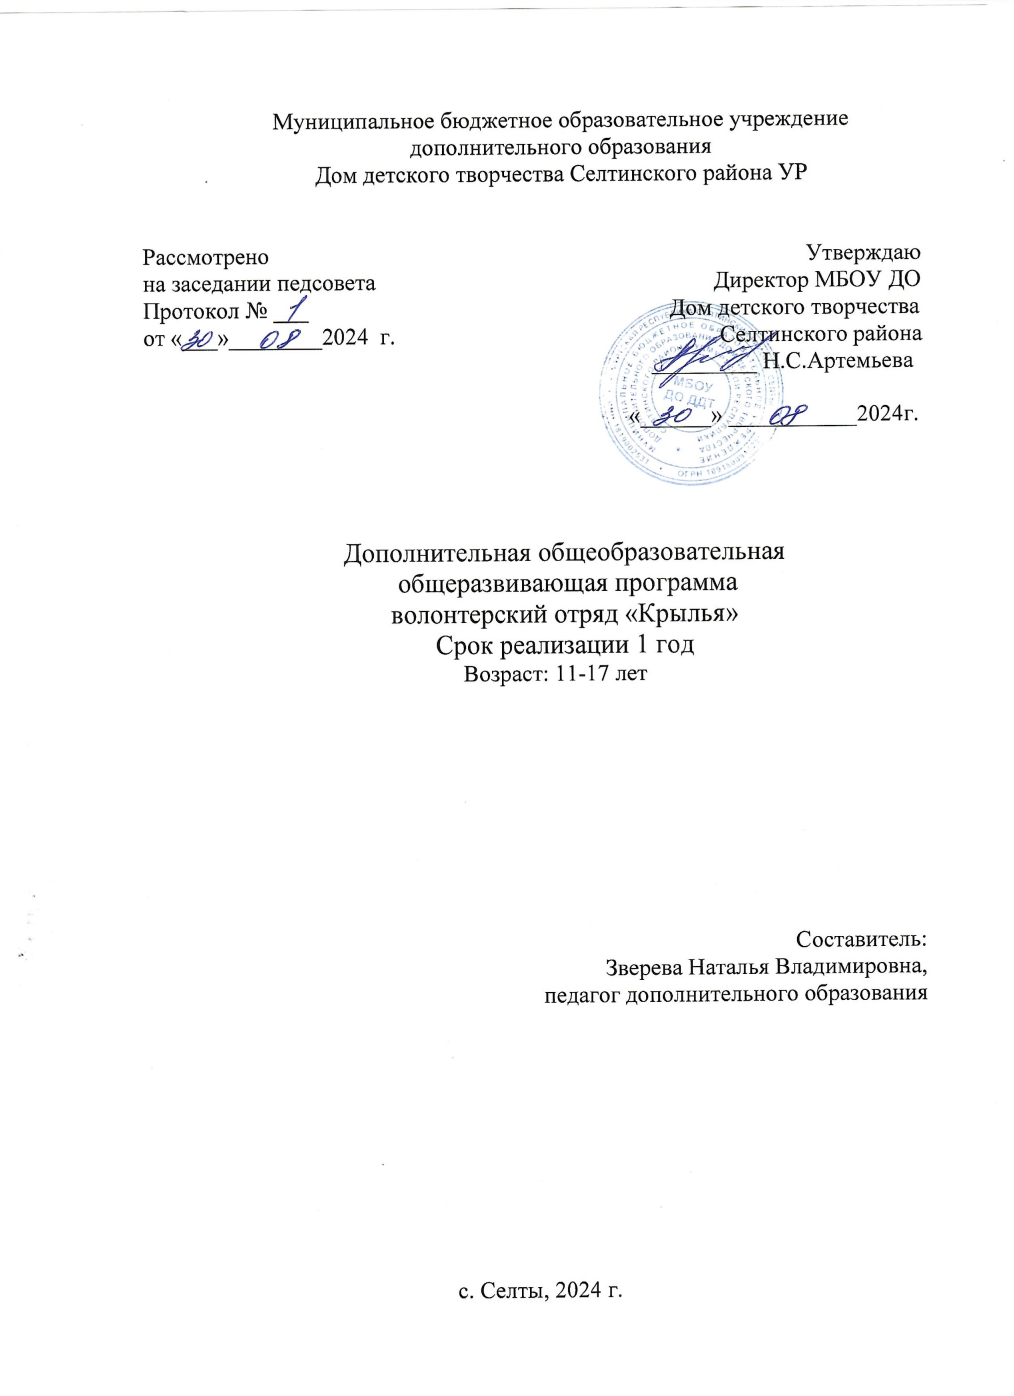 Муниципальное бюджетное образовательное учреждение
дополнительного образования
Дом детского творчества Селтинского района УР
Рассмотрено
на заседании педсовета
Протокол № 1
от «30» 08 2024 г.
Утверждаю
Директор МБОУ ДО
Дом детского творчества
Селтинского района
Н.С.Артемьева
«30» 08 2024г.
МБОУ
ДО ДДТ
Дополнительная общеобразовательная
общеразвивающая программа
волонтерский отряд «Крылья»
Срок реализации 1 год
Возраст: 11-17 лет
Составитель:
Зверева Наталья Владимировна,
педагог дополнительного образования
с. Селты, 2024 г.